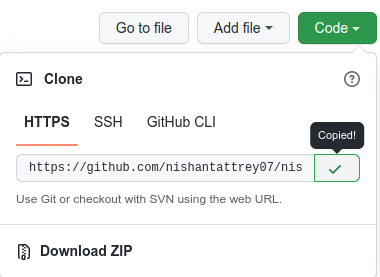 Go to file
Add file
Code
Clone
HTTPS
SSH
GitHub CLI
Copied!
https://github.com/nishantattrey07/nis
Use Git or checkout with SVN using the web URL.
Download ZIP